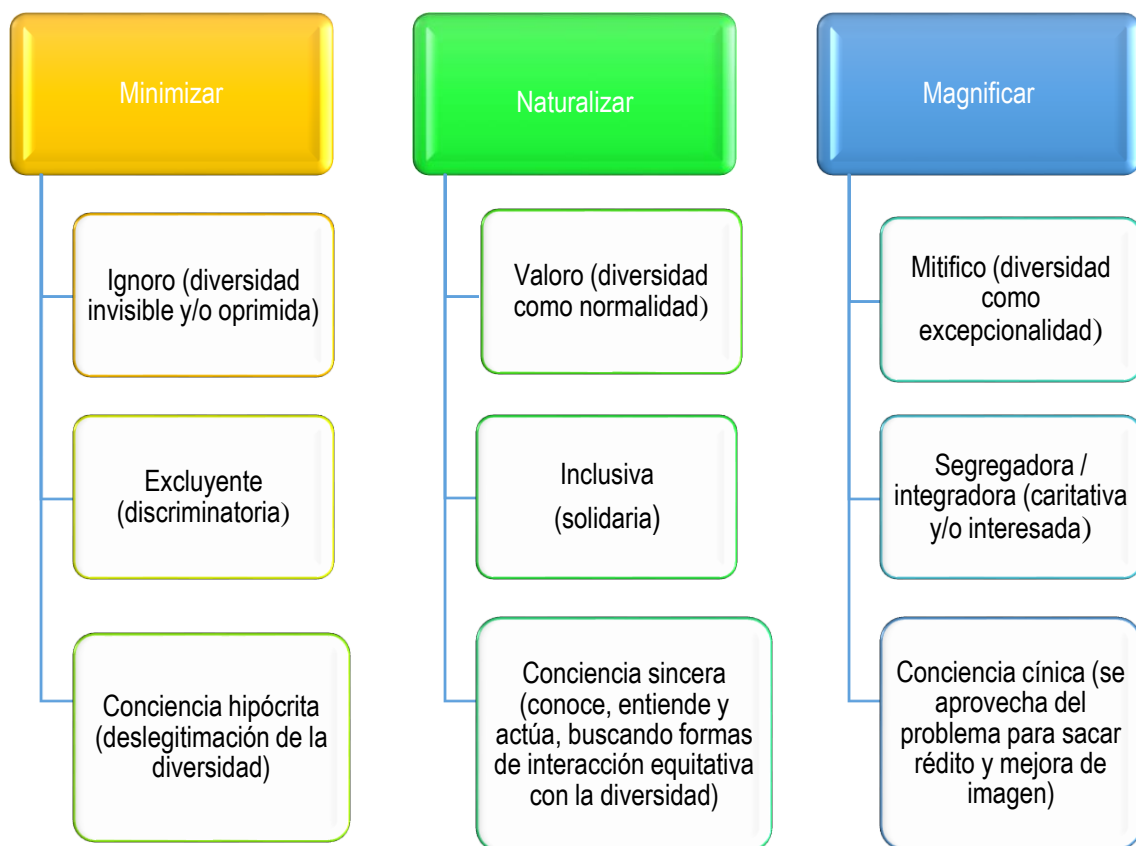 Minimizar
Ignoro (diversidad
invisible y/o oprimida)
Excluyente
(discriminatoria)
Conciencia hipócrita
(deslegitimación de la
diversidad)
Naturalizar
Valoro (diversidad
como normalidad)
Inclusiva
(solidaria)
Conciencia sincera
(conoce, entiende y
actúa, buscando formas
de interacción equitativa
con la diversidad)
Magnificar
Mitifico (diversidad
como
excepcionalidad)
Segregadora /
integradora (caritativa
y/o interesada)
Conciencia cínica (se
aprovecha del
problema para sacar
rédito y mejora de
imagen)